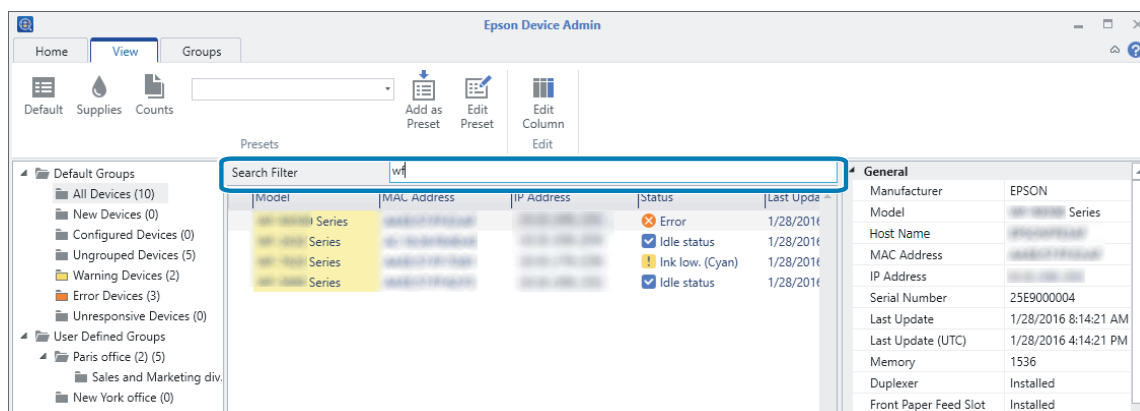 Epson Device Admin
Home View Groups
Default Supplies Counts Add as Preset Edit Preset Edit Column
Presets Edit
Search Filter wf
Default Groups
All Devices (10)
New Devices (0)
Configured Devices (0)
Ungrouped Devices (5)
Warning Devices (2)
Error Devices (3)
Unresponsive Devices (0)
User Defined Groups
Paris office (2) (5)
Sales and Marketing div.
New York office (0)
Model MAC Address IP Address Status Last Upda
Series Error 1/28/2016
Series Idle status 1/28/2016
Series Ink low. (Cyan) 1/28/2016
Series Idle status 1/28/2016
General
Manufacturer EPSON
Model Series
Host Name
MAC Address
IP Address
Serial Number 25E9000004
Last Update 1/28/2016 8:14:21 AM
Last Update (UTC) 1/28/2016 4:14:21 PM
Memory 1536
Duplexer Installed
Front Paper Feed Slot Installed